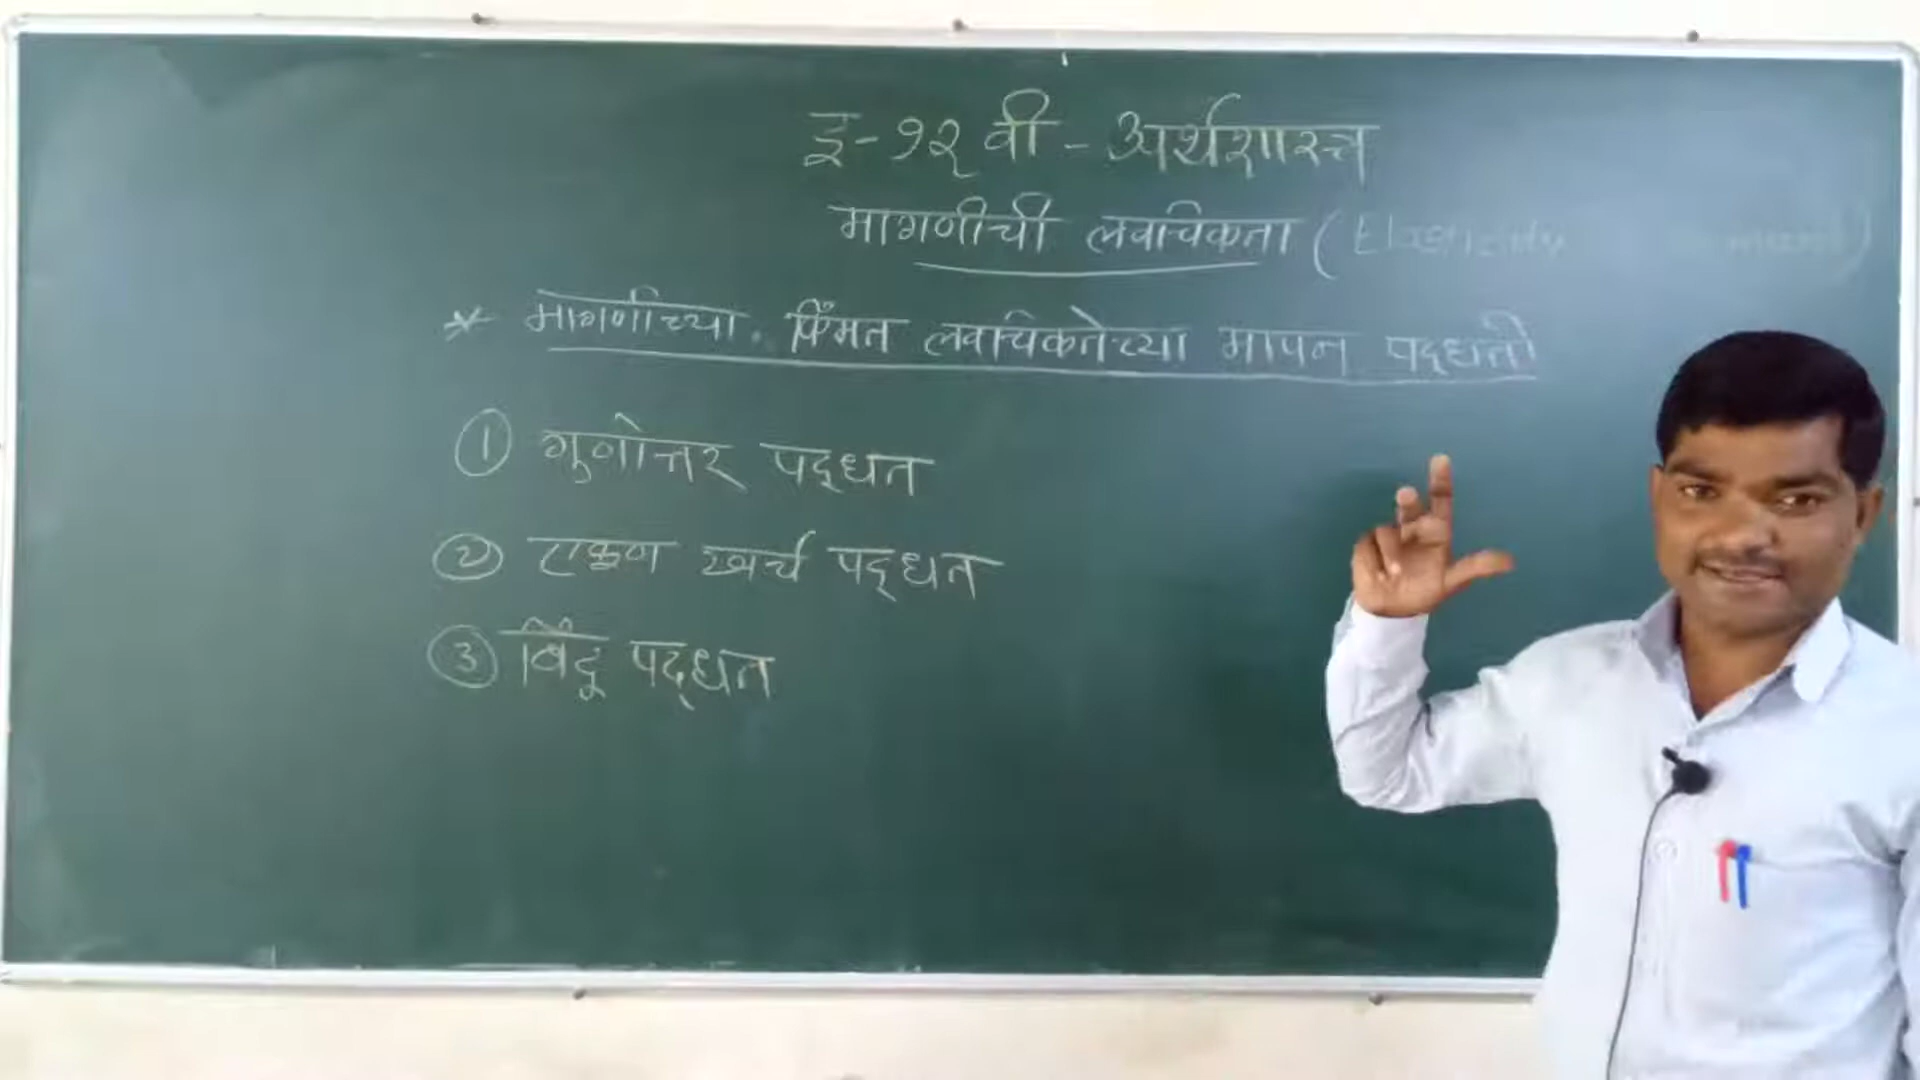 इ-१२ वी - अर्थशास्त्र
मागणीची लवचिकता (Elasticity
* मागणीच्या किंमत लवचिकतेच्या मापन पद्धती
① गुणोत्तर पद्धत
② एकूण खर्च पद्धत
③ बिंदू पद्धत